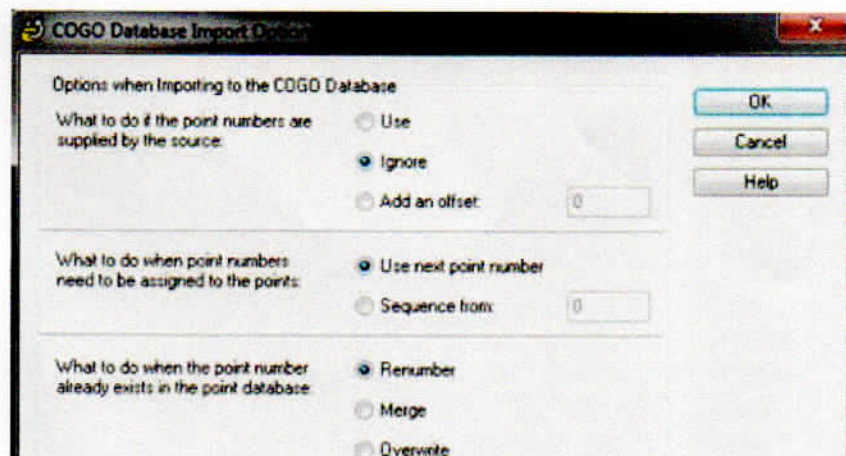 COGO Database Import Option
Options when Importing to the COGO Database
What to do if the point numbers are
supplied by the source:
Use
Ignore
Add an offset:
0
What to do when point numbers
need to be assigned to the points:
Use next point number
Sequence from:
0
What to do when the point number
already exists in the point database:
Renumber
Merge
Overwrite
OK
Cancel
Help